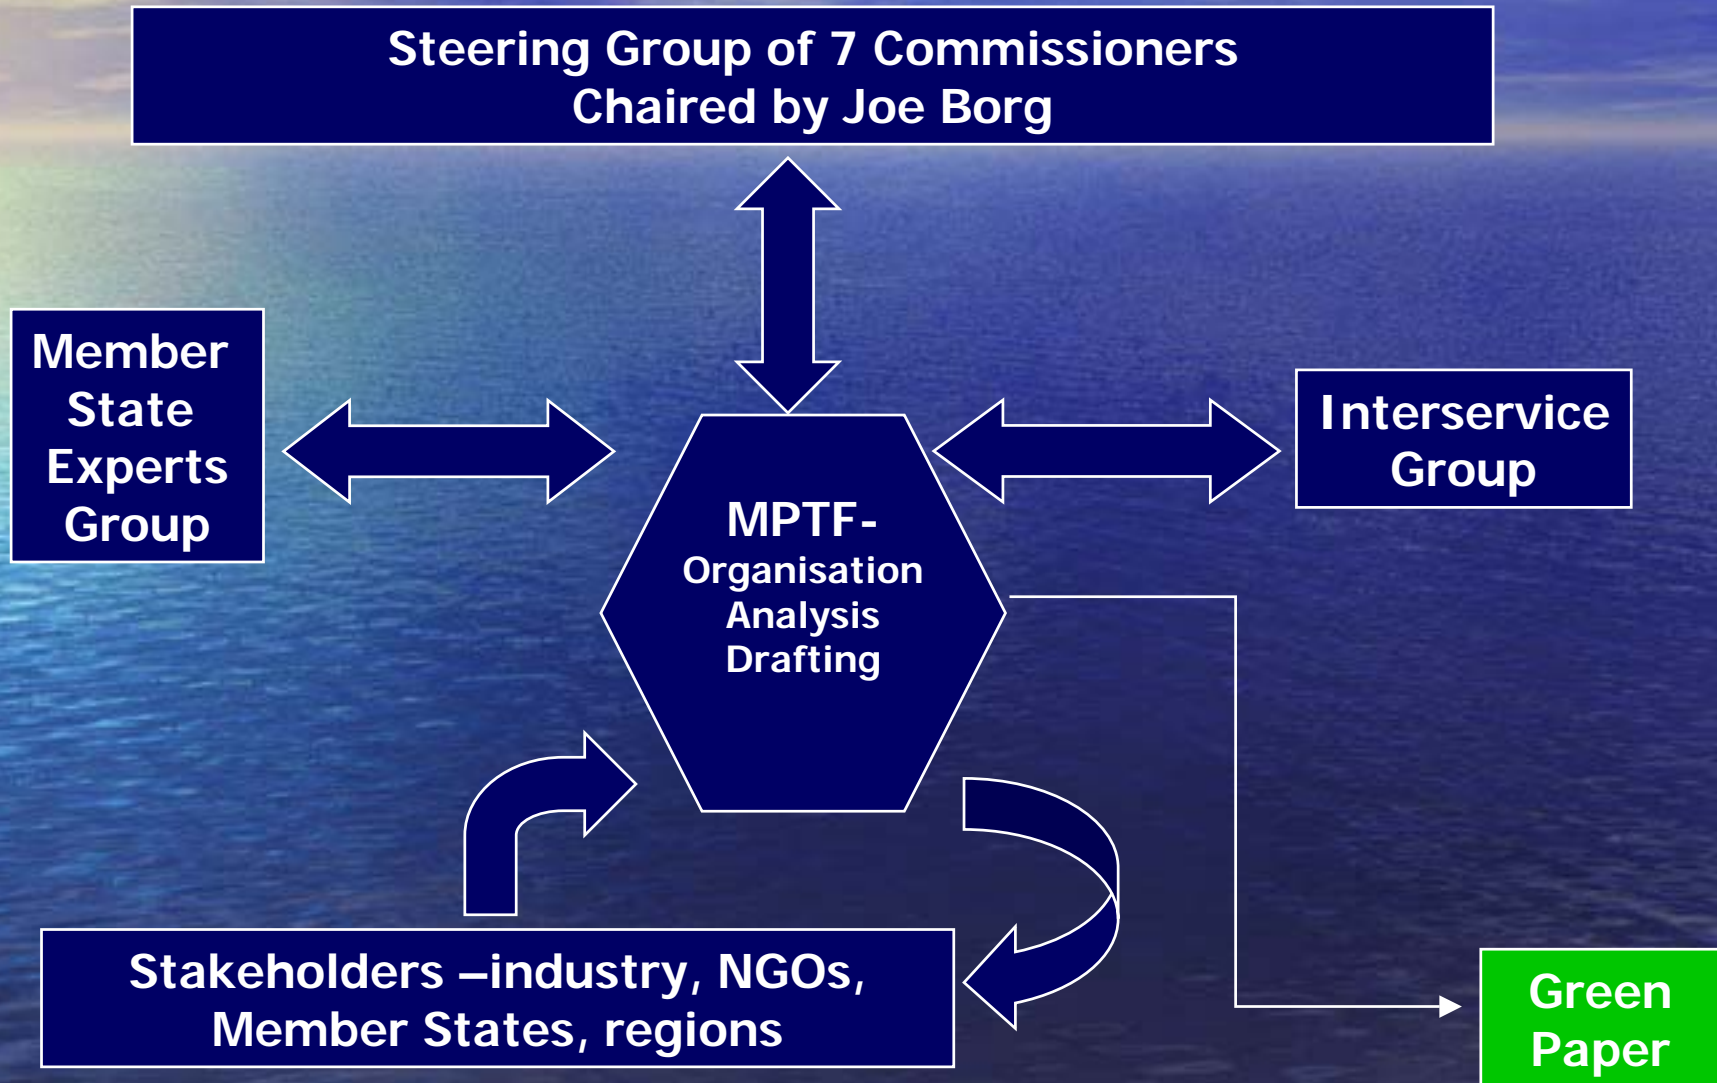 Steering Group of 7 Commissioners
Chaired by Joe Borg
Member
State
Experts
Group
Interservice
Group
MPTF-
Organisation
Analysis
Drafting
Stakeholders –industry, NGOs,
Member States, regions
Green
Paper